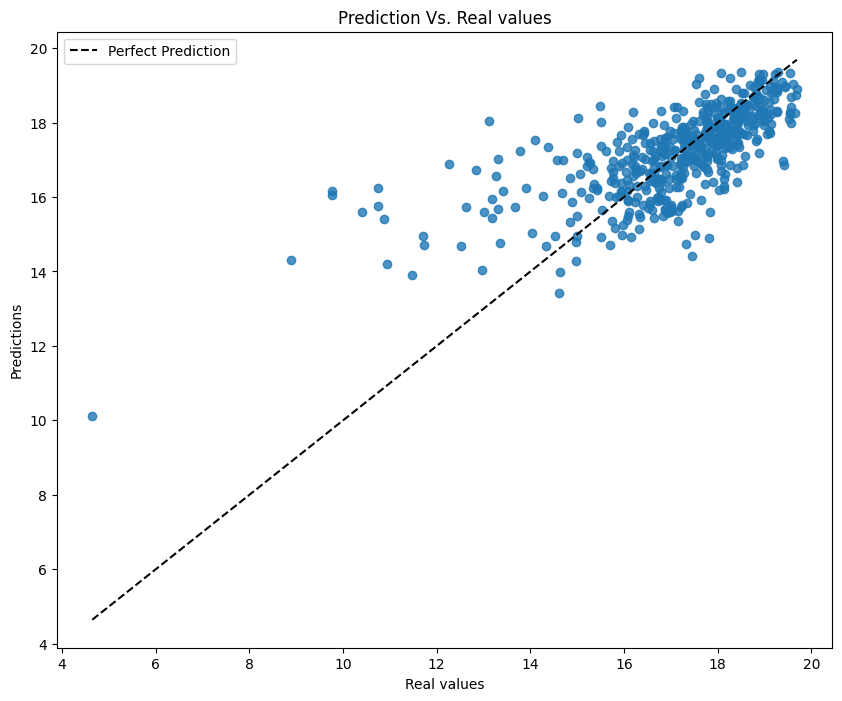 Prediction Vs. Real values
Perfect Prediction
20
18
16
14
12
10
8
6
4
Predictions
4 6 8 10 12 14 16 18 20
Real values